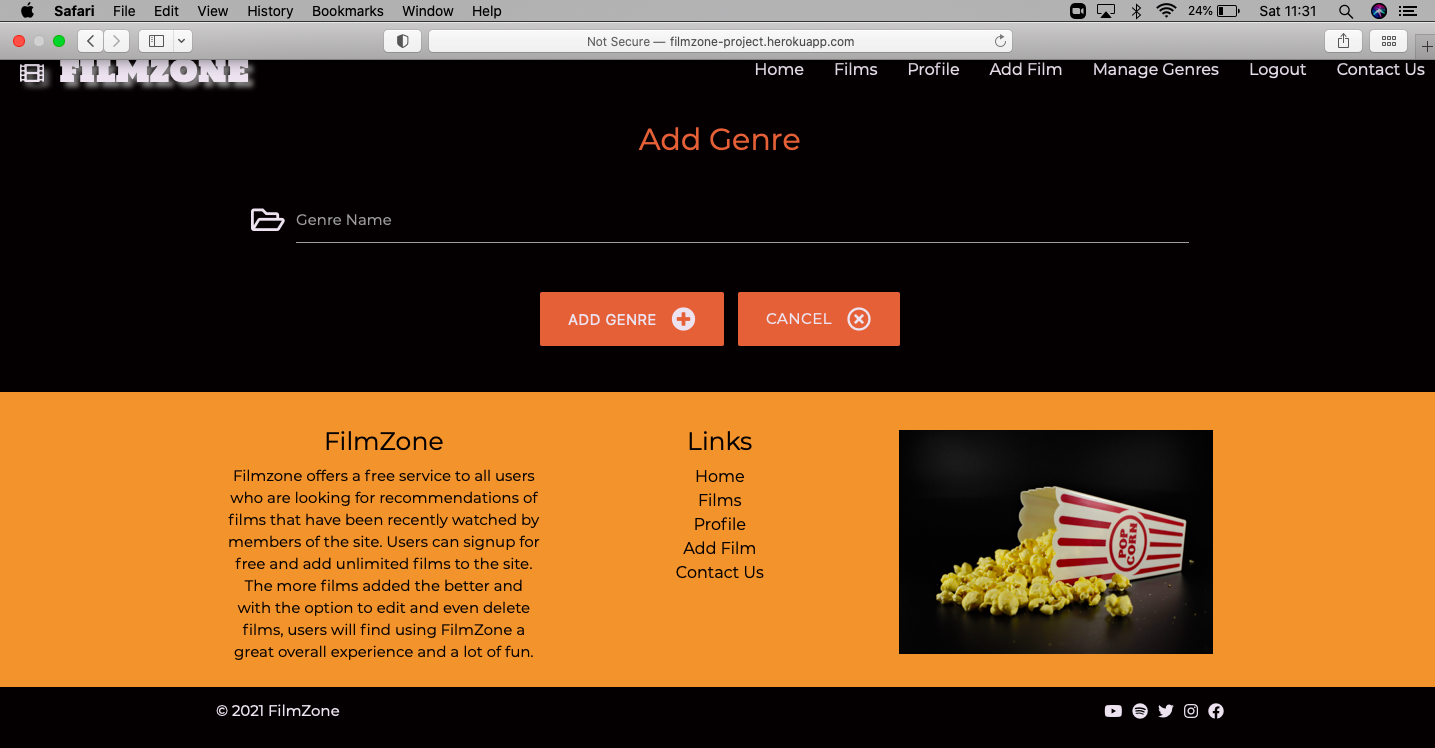 Safari File Edit View History Bookmarks Window Help 24% Sat 11:31
Not Secure — filmzone-project.herokuapp.com
FILMZONE
Home Films Profile Add Film Manage Genres Logout Contact Us
Add Genre
Genre Name
ADD GENRE
CANCEL
FilmZone
Filmzone offers a free service to all users
who are looking for recommendations of
films that have been recently watched by
members of the site. Users can signup for
free and add unlimited films to the site.
The more films added the better and
with the option to edit and even delete
films, users will find using FilmZone a
great overall experience and a lot of fun.
Links
Home
Films
Profile
Add Film
Contact Us
POP
CORN
© 2021 FilmZone